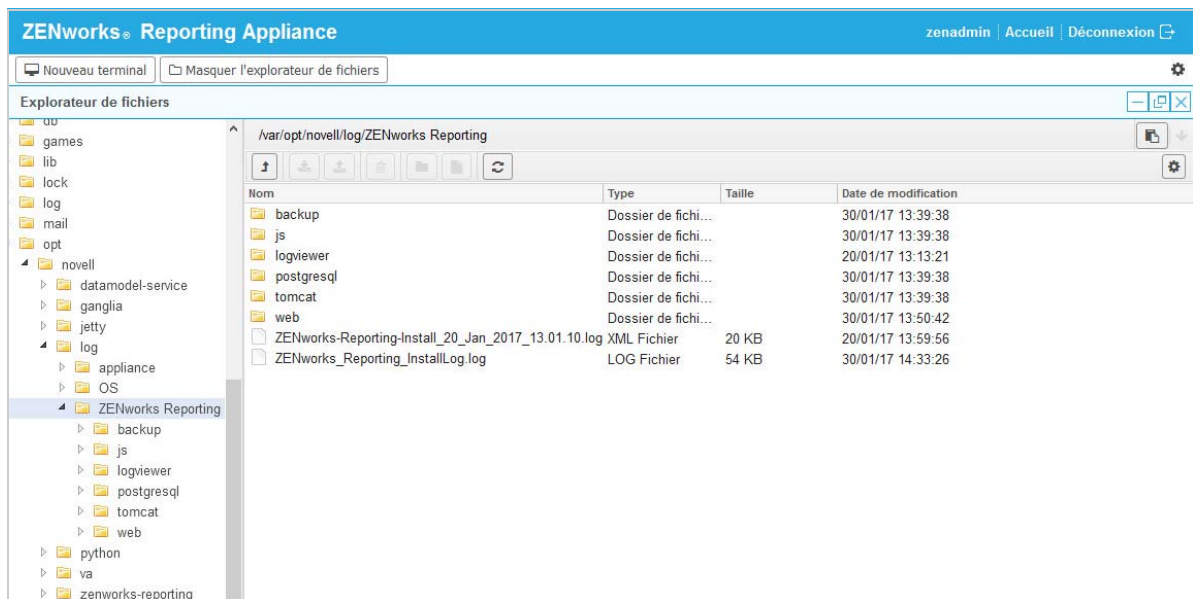 ZENworks® Reporting Appliance
zenadmin Accueil Déconnexion
Nouveau terminal Masquer l'explorateur de fichiers
Explorateur de fichiers
games
lib
lock
log
mail
opt
novell
datamodel-service
ganglia
jetty
log
appliance
OS
ZENworks Reporting
backup
js
logviewer
postgresql
tomcat
web
python
va
zenworks-reporting
/var/opt/novell/log/ZENworks Reporting
Nom Type Taille Date de modification
backup Dossier de fichi... 30/01/17 13:39:38
js Dossier de fichi... 30/01/17 13:39:38
logviewer Dossier de fichi... 20/01/17 13:13:21
postgresql Dossier de fichi... 30/01/17 13:39:38
tomcat Dossier de fichi... 30/01/17 13:39:38
web Dossier de fichi... 30/01/17 13:50:42
ZENworks-Reporting-Install_20_Jan_2017_13.01.10.log XML Fichier 20 KB 20/01/17 13:59:56
ZENworks_Reporting_InstallLog.log LOG Fichier 54 KB 30/01/17 14:33:26